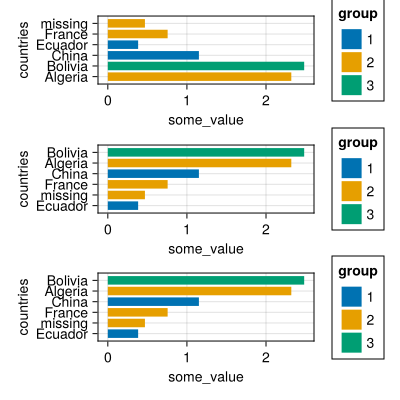 group
missing
France
Ecuador
China
Bolivia
Algeria
countries
1
2
3
0 1 2
some_value
group
Bolivia
Algeria
China
France
missing
Ecuador
countries
1
2
3
0 1 2
some_value
group
Bolivia
Algeria
China
France
missing
Ecuador
countries
1
2
3
0 1 2
some_value